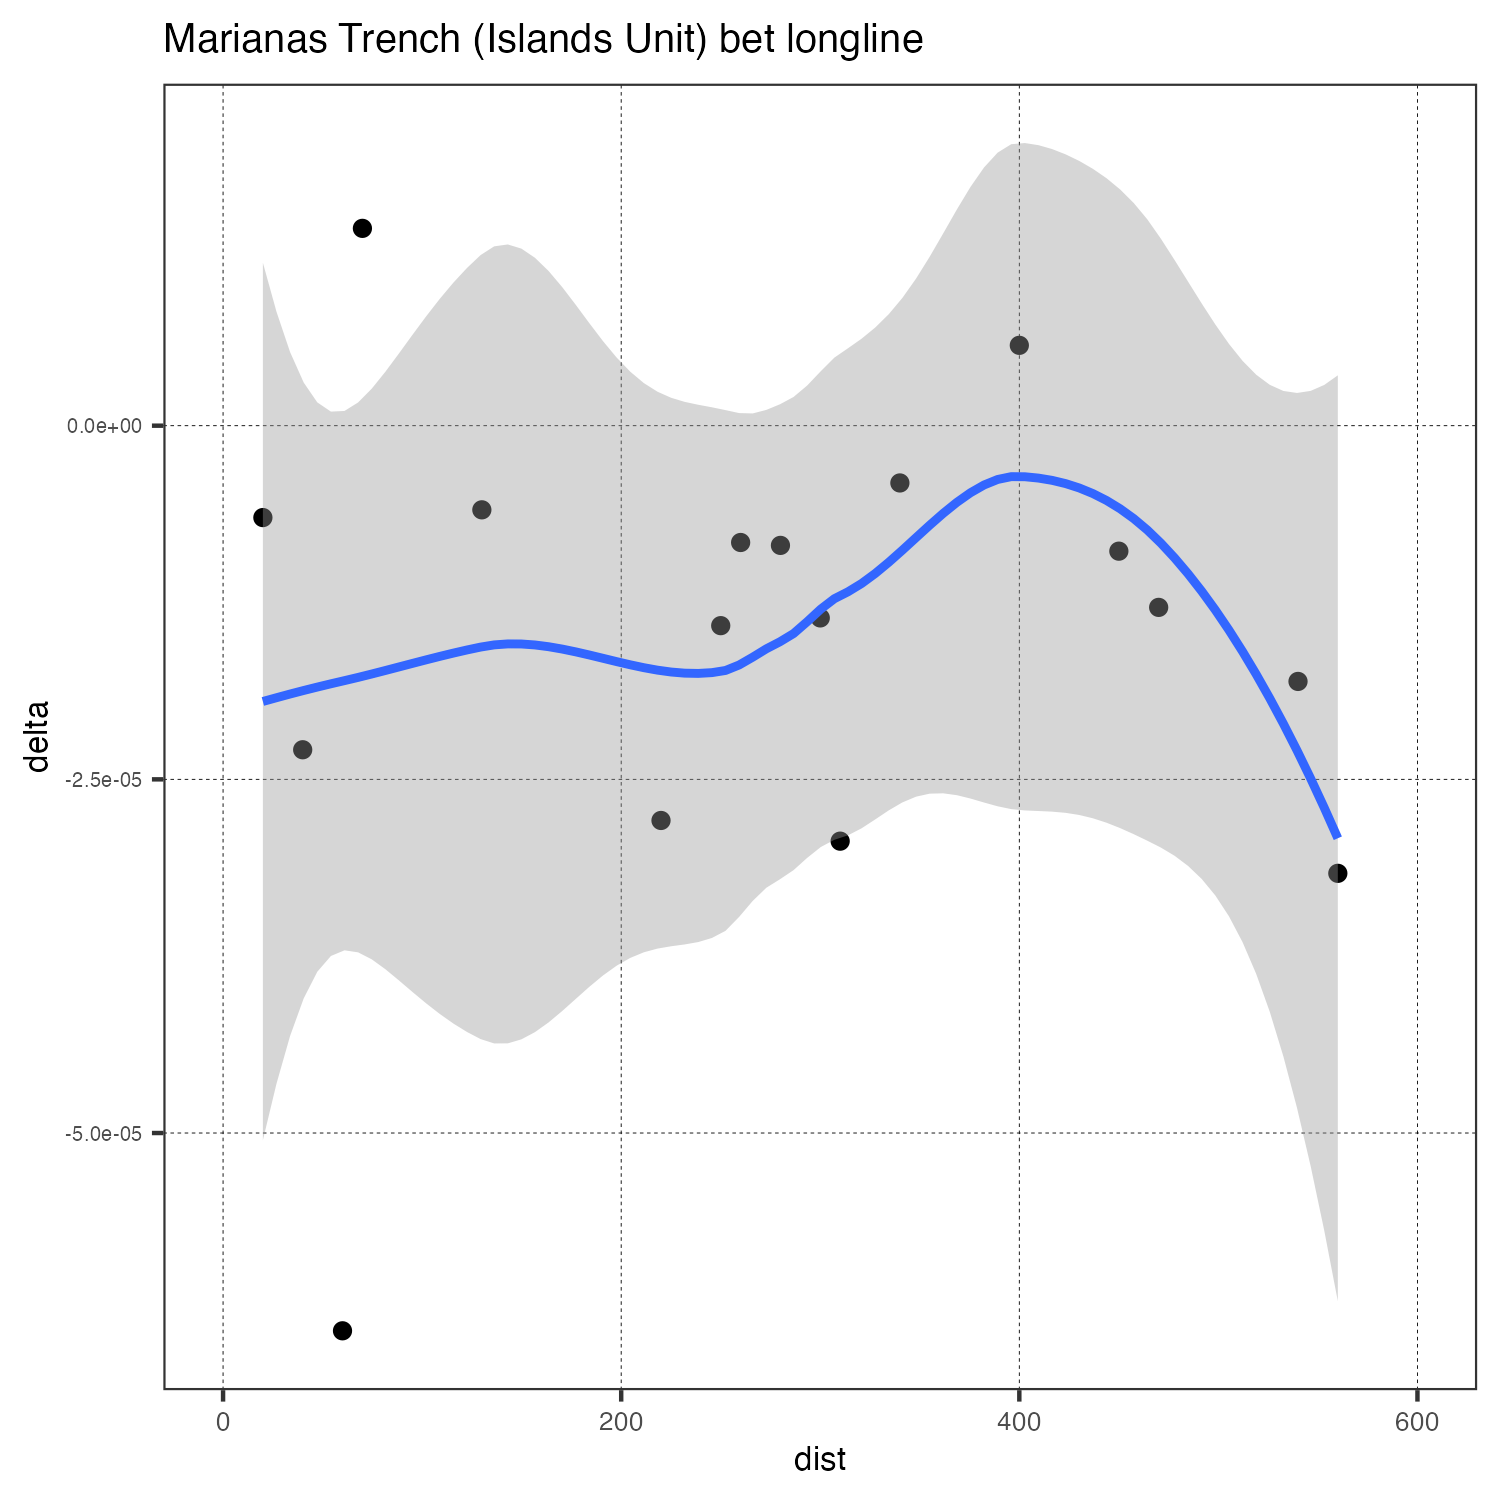 Marianas Trench (Islands Unit) bet longline
0.0e+00
-2.5e-05
-5.0e-05
delta
0
200
400
600
dist